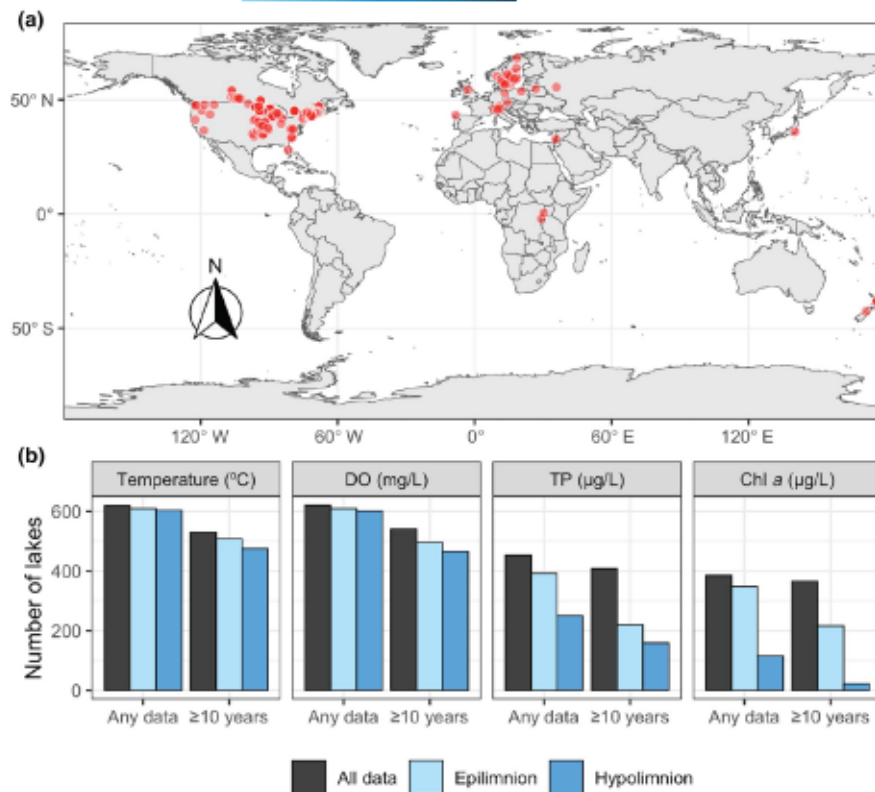 (a)
N
50° N
0°
50° S
120° W
60° W
0°
60° E
120° E
(b)
Temperature (ºC)
DO (mg/L)
TP (µg/L)
Chl a (µg/L)
Number of lakes
600
400
200
0
Any data
≥10 years
Any data
≥10 years
Any data
≥10 years
Any data
≥10 years
All data
Epilimnion
Hypolimnion